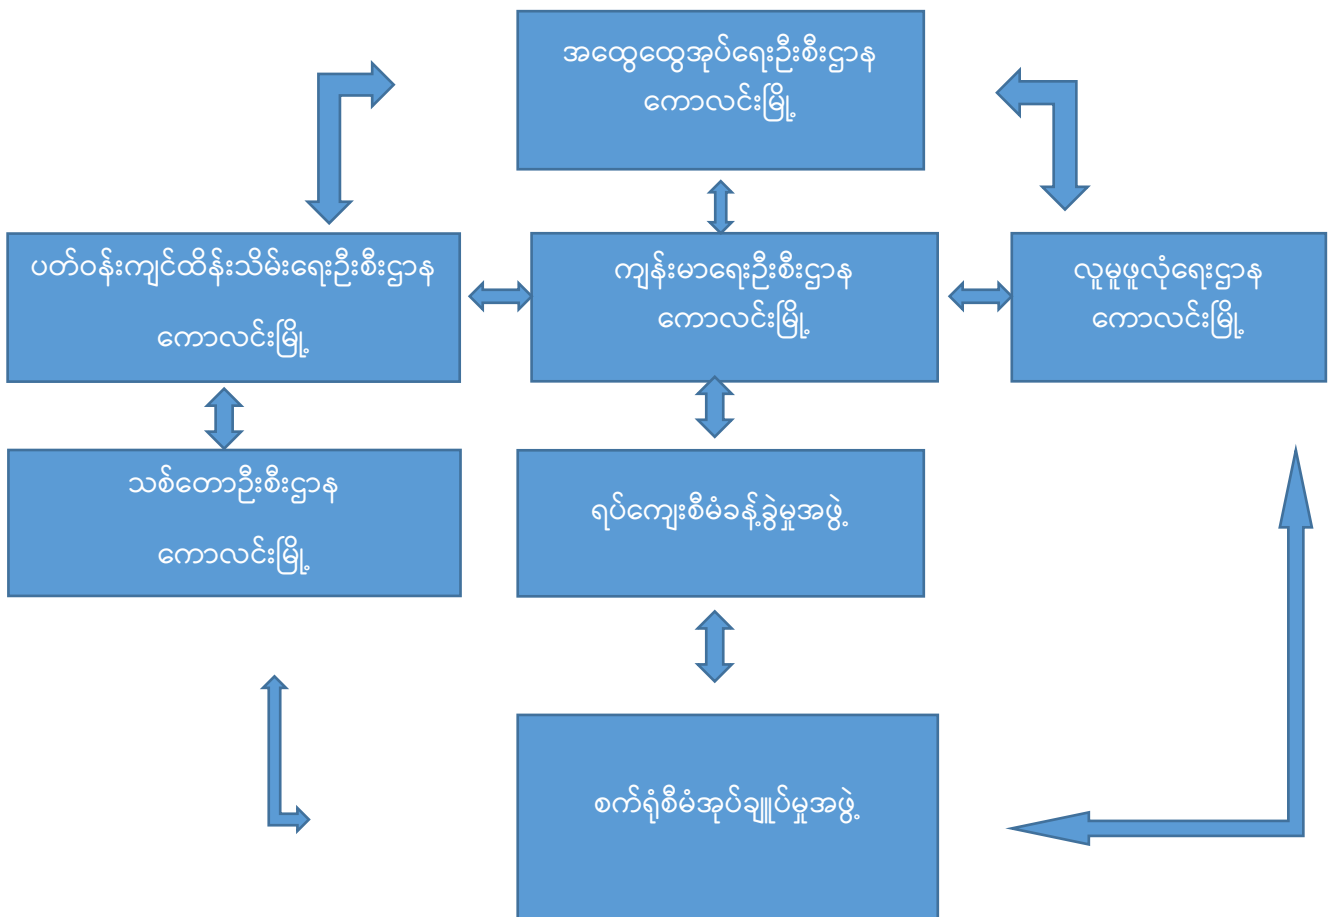 အထွေထွေအုပ်ရေးဦးစီးဌာန
ကောလင်းမြို့
ပတ်ဝန်းကျင်ထိန်းသိမ်းရေးဦးစီးဌာန
ကောလင်းမြို့
ကျန်းမာရေးဦးစီးဌာန
ကောလင်းမြို့
လူမူဖူလုံရေးဌာန
ကောလင်းမြို့
သစ်တောဦးစီးဌာန
ကောလင်းမြို့
ရပ်ကျေးစီမံခန့်ခွဲမှုအဖွဲ့
စက်ရုံစီမံအုပ်ချူပ်မှုအဖွဲ့